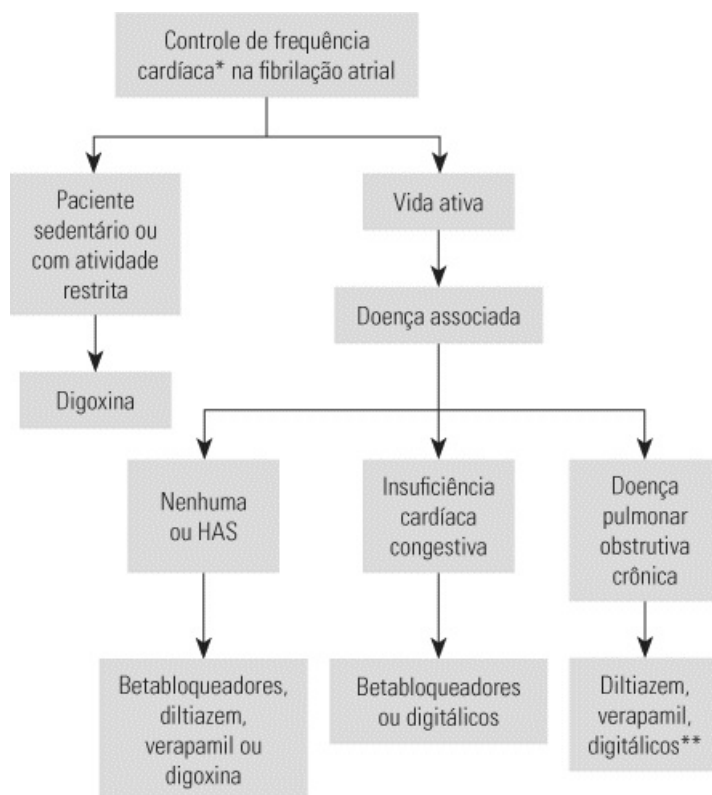 Controle de frequência
cardíaca* na fibrilação atrial
Paciente
sedentário ou
com atividade
restrita
Vida ativa
Doença associada
Digoxina
Nenhuma
ou HAS
Insuficiência
cardíaca
congestiva
Doença
pulmonar
obstrutiva
crônica
Betabloqueadores,
diltiazem,
verapamil ou
digoxina
Betabloqueadores
ou digitálicos
Diltiazem,
verapamil,
digitálicos**